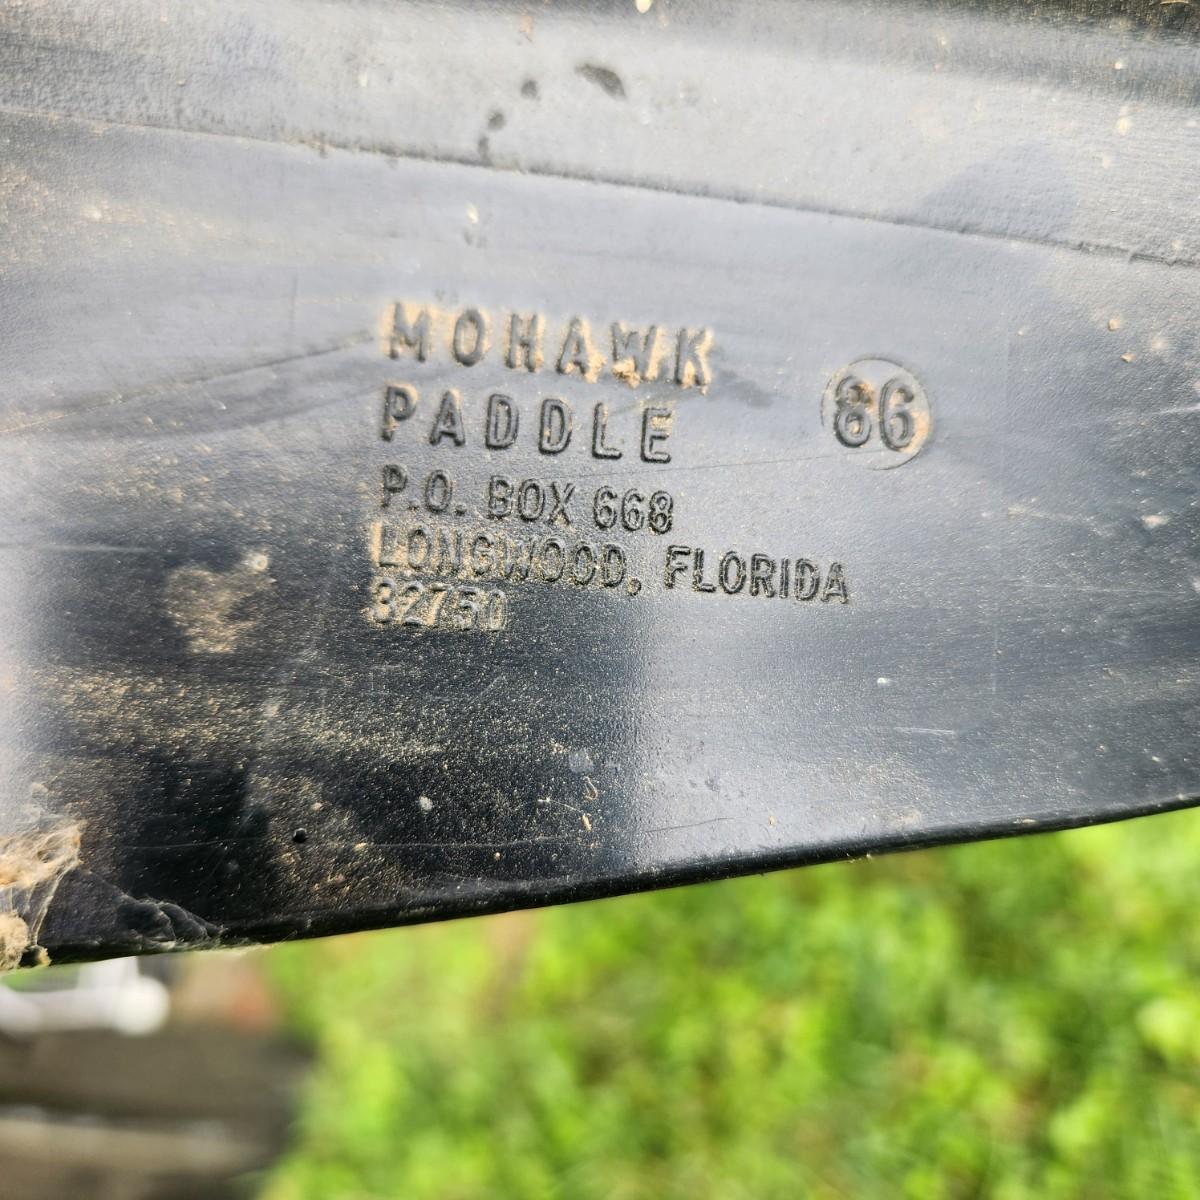 MOHAWK
PADDLE
P.O. BOX 668
LONGWOOD, FLORIDA
32750
86